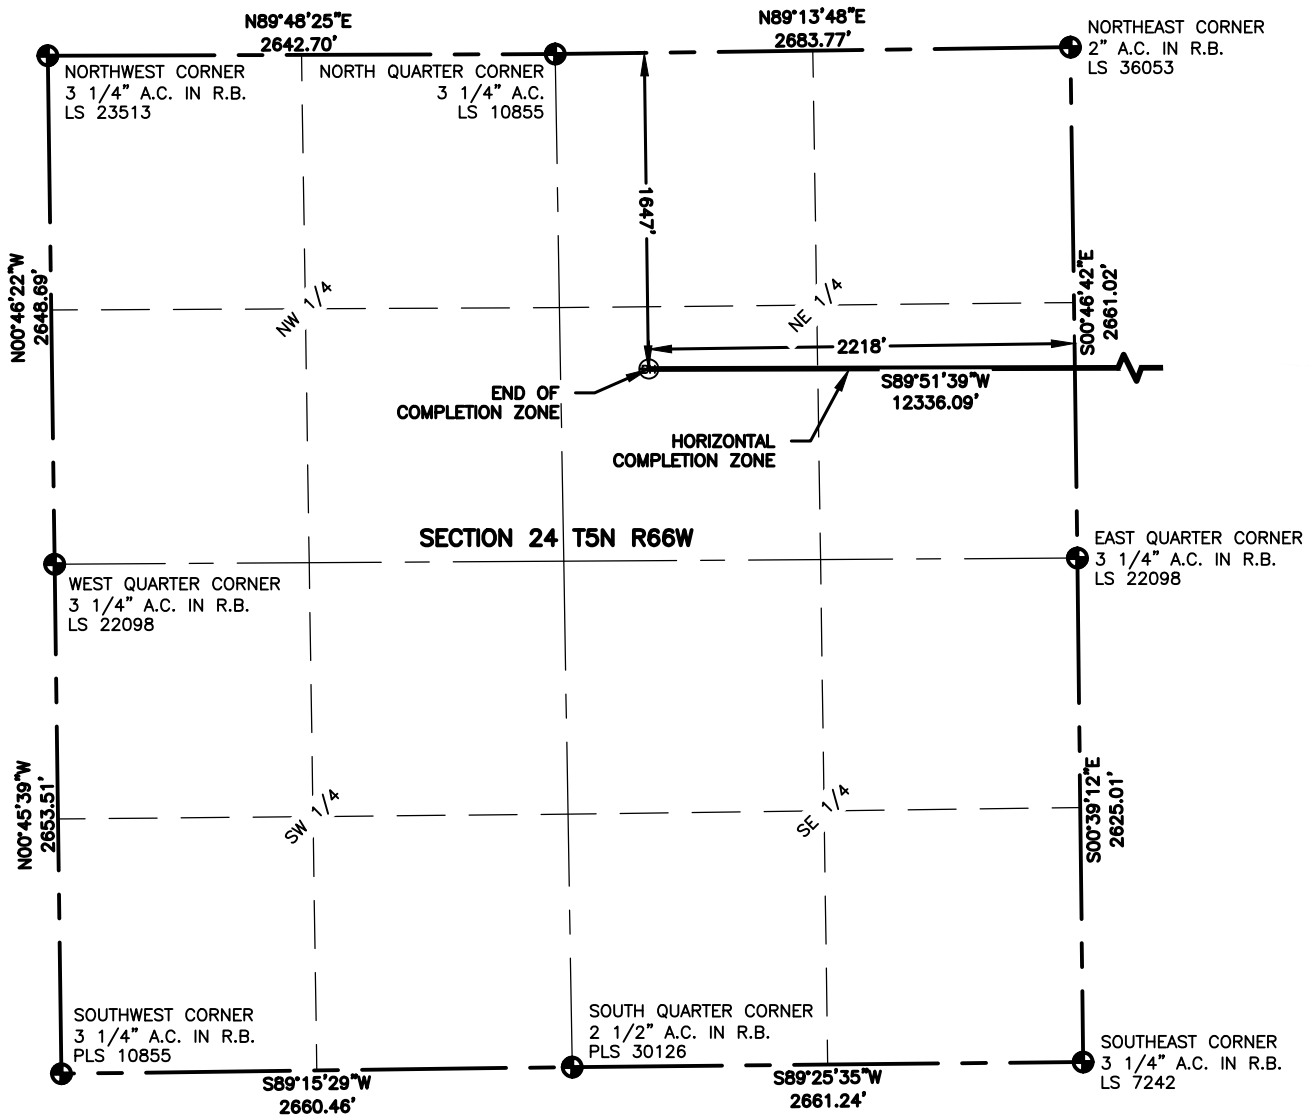 N89°48'25"E
2642.70'
N89°13'48"E
2683.77'
NORTHEAST CORNER
2" A.C. IN R.B.
LS 36053
NORTHWEST CORNER
3 1/4" A.C. IN R.B.
LS 23513
NORTH QUARTER CORNER
3 1/4" A.C.
LS 10855
1647'
N00°46'22"W
2648.69'
NW 1/4
NE 1/4
S00°46'42"E
2661.02'
2218'
S89°51'39"W
12336.09'
END OF
COMPLETION ZONE
HORIZONTAL
COMPLETION ZONE
SECTION 24 T5N R66W
EAST QUARTER CORNER
3 1/4" A.C. IN R.B.
LS 22098
WEST QUARTER CORNER
3 1/4" A.C. IN R.B.
LS 22098
N00°45'39"W
2653.51'
SW 1/4
SE 1/4
S00°39'12"E
2625.01'
SOUTHWEST CORNER
3 1/4" A.C. IN R.B.
PLS 10855
SOUTH QUARTER CORNER
2 1/2" A.C. IN R.B.
PLS 30126
SOUTHEAST CORNER
3 1/4" A.C. IN R.B.
LS 7242
S89°15'29"W
2660.46'
S89°25'35"W
2661.24'